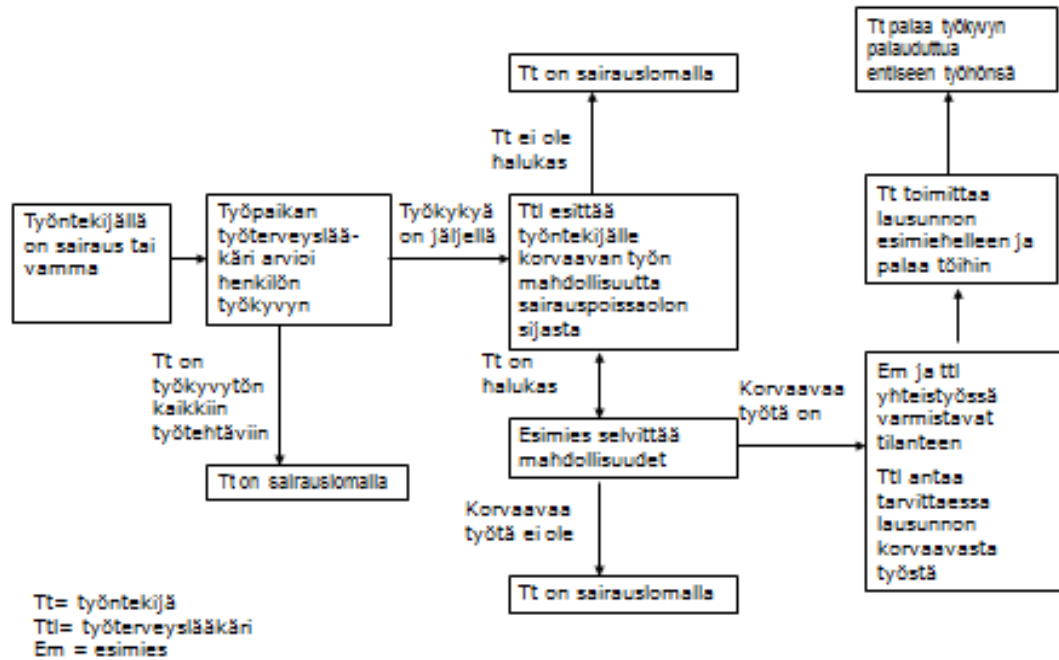 Työntekijällä
on sairaus tai
vamma
Työpaikan
työterveyslää-
käri arvioi
henkilön
työkyvyn
Tt on
työkyvytön
kaikkiin
työtehtäviin
Tt on sairauslomalla
Työkykyä
on jäljellä
Ttl esittää
työntekijälle
korvaavan työn
mahdollisuutta
sairauspoissaolon
sijasta
Tt ei ole
halukas
Tt on sairauslomalla
Tt on
halukas
Esimies selvittää
mahdollisuudet
Korvaavaa
työtä ei ole
Tt on sairauslomalla
Korvaavaa
työtä on
Em ja ttl
yhteistyössä
varmistavat
tilanteen
Ttl antaa
tarvittaessa
lausunnon
korvaavasta
työstä
Tt toimittaa
lausunnon
esimiehelleen ja
palaa töihin
Tt palaa työkyvyn
palauduttua
entiseen työhönsä
Tt= työntekijä
Ttl= työterveyslääkäri
Em = esimies